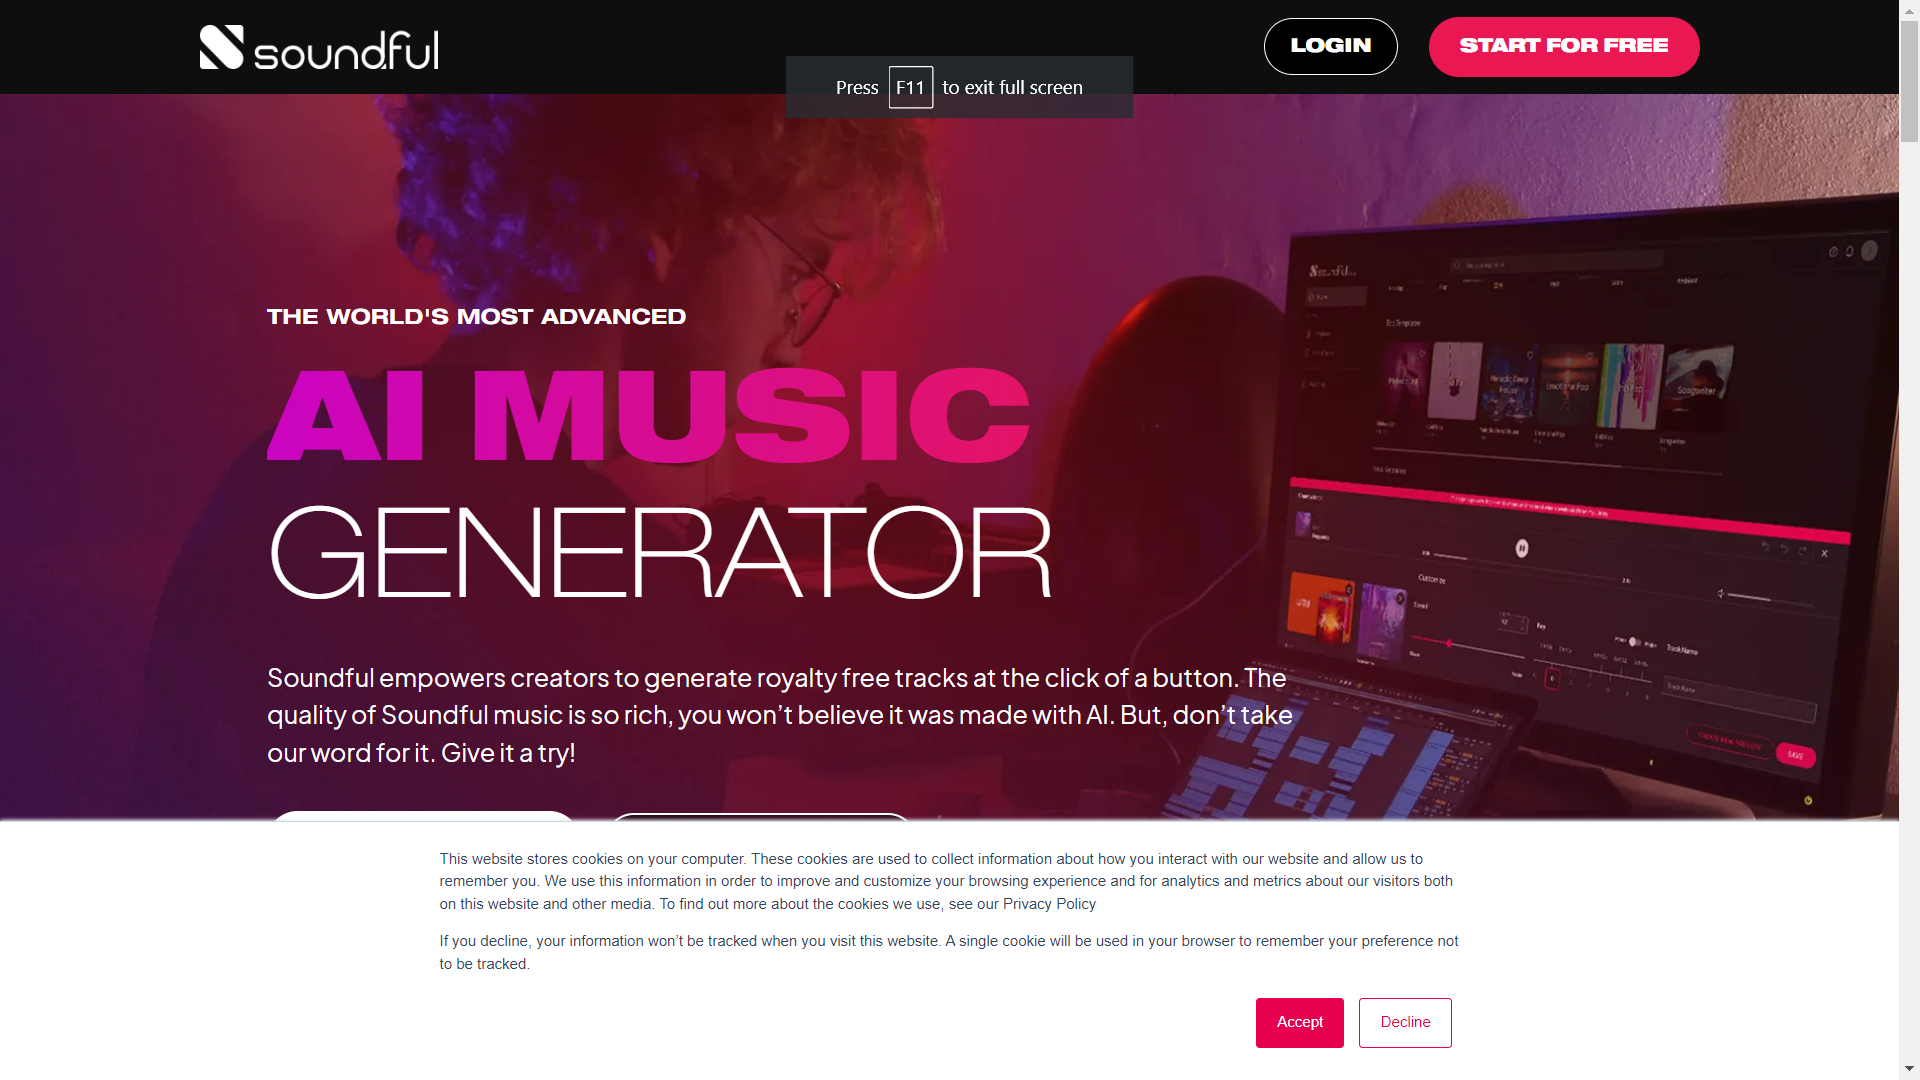 soundful
LOGIN
START FOR FREE
Press F11 to exit full screen
THE WORLD'S MOST ADVANCED
AI MUSIC
GENERATOR
Soundful empowers creators to generate royalty free tracks at the click of a button. The
quality of Soundful music is so rich, you won’t believe it was made with AI. But, don’t take
our word for it. Give it a try!
Songwriter
SAVE
This website stores cookies on your computer. These cookies are used to collect information about how you interact with our website and allow us to
remember you. We use this information in order to improve and customize your browsing experience and for analytics and metrics about our visitors both
on this website and other media. To find out more about the cookies we use, see our Privacy Policy
If you decline, your information won’t be tracked when you visit this website. A single cookie will be used in your browser to remember your preference not
to be tracked.
Accept
Decline